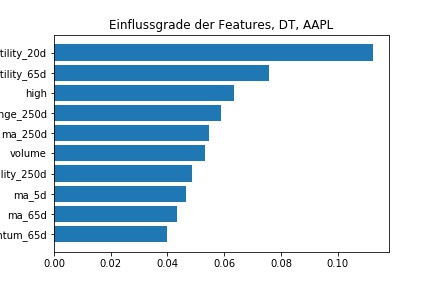 Einflussgrade der Features, DT, AAPL
tility_20d
tility_65d
high
nge_250d
ma_250d
volume
ility_250d
ma_5d
ma_65d
ntum_65d
0.00 0.02 0.04 0.06 0.08 0.10